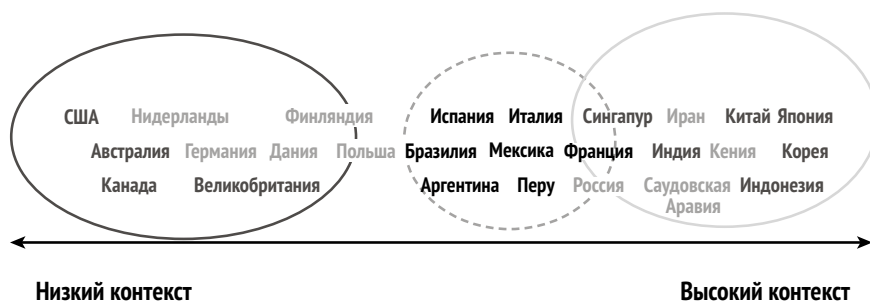 США Нидерланды Финляндия Испания Италия Сингапур Иран Китай Япония
Австралия Германия Дания Польша Бразилия Мексика Франция Индия Кения Корея
Канада Великобритания Аргентина Перу Россия Саудовская Индонезия
Аравия
Низкий контекст Высокий контекст